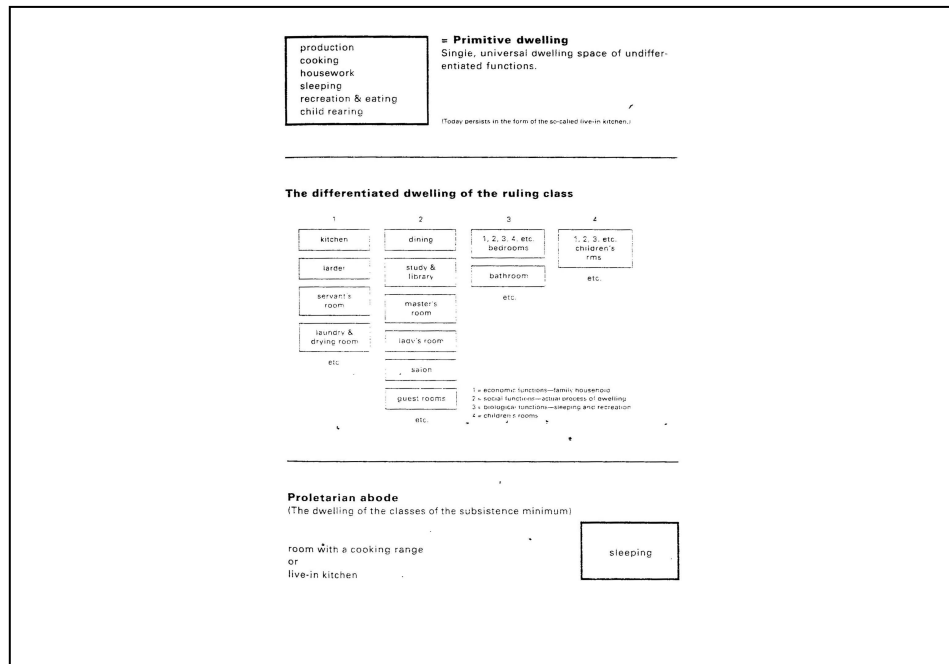 production
cooking
housework
sleeping
recreation & eating
child rearing
= Primitive dwelling
Single, universal dwelling space of undiffer-
entiated functions.
(Today persists in the form of the so-called live-in kitchen.)
The differentiated dwelling of the ruling class
1
kitchen
larder
servant's
room
laundry &
drying room
etc
2
dining
study &
library
master's
room
lady's room
salon
guest rooms
etc.
3
1, 2, 3, 4, etc.
bedrooms
bathroom
etc.
4
1, 2, 3, etc.
children's
rms
etc.
1 = economic functions—family household
2 = social functions—actual process of dwelling
3 = biological functions—sleeping and recreation
4 = children's rooms
Proletarian abode
(The dwelling of the classes of the subsistence minimum)
room with a cooking range
or
live-in kitchen
sleeping